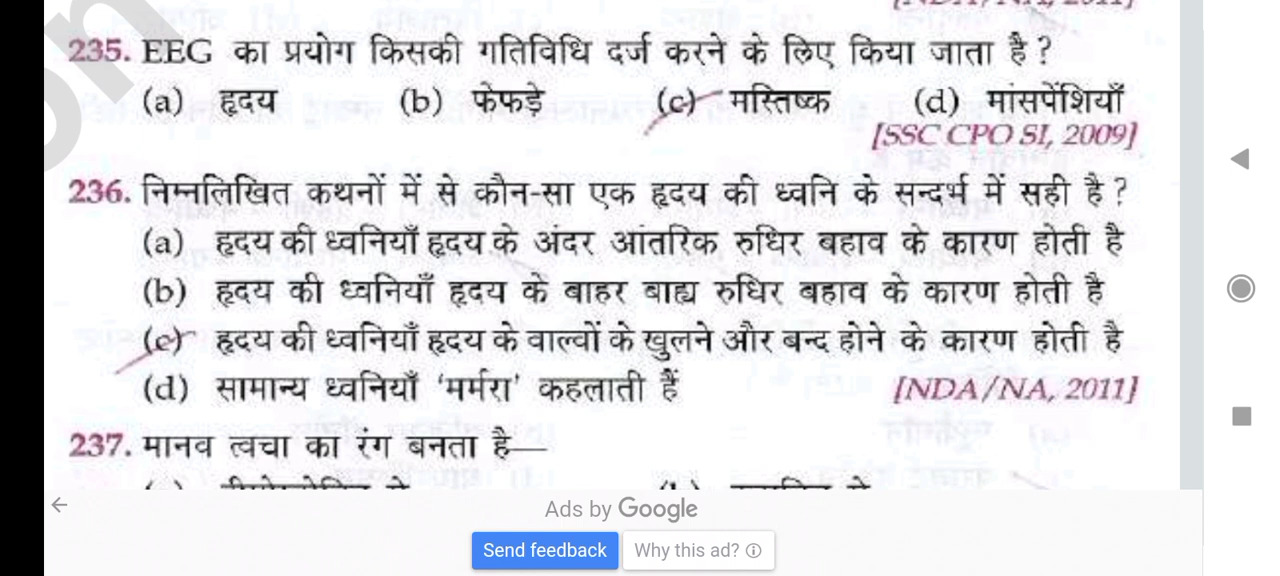 [NDA/NA, 2011]
235. EEG का प्रयोग किसकी गतिविधि दर्ज करने के लिए किया जाता है ?
(a) हृदय (b) फेफड़े (c) मस्तिष्क (d) मांसपेशियाँ
[SSC CPO SI, 2009]
236. निम्नलिखित कथनों में से कौन-सा एक हृदय की ध्वनि के सन्दर्भ में सही है ?
(a) हृदय की ध्वनियाँ हृदय के अंदर आंतरिक रुधिर बहाव के कारण होती है
(b) हृदय की ध्वनियाँ हृदय के बाहर बाह्य रुधिर बहाव के कारण होती है
(c) हृदय की ध्वनियाँ हृदय के वाल्वों के खुलने और बन्द होने के कारण होती है
(d) सामान्य ध्वनियाँ ‘मर्मरा’ कहलाती हैं [NDA/NA, 2011]
237. मानव त्वचा का रंग बनता है—
Ads by Google
Send feedback Why this ad?